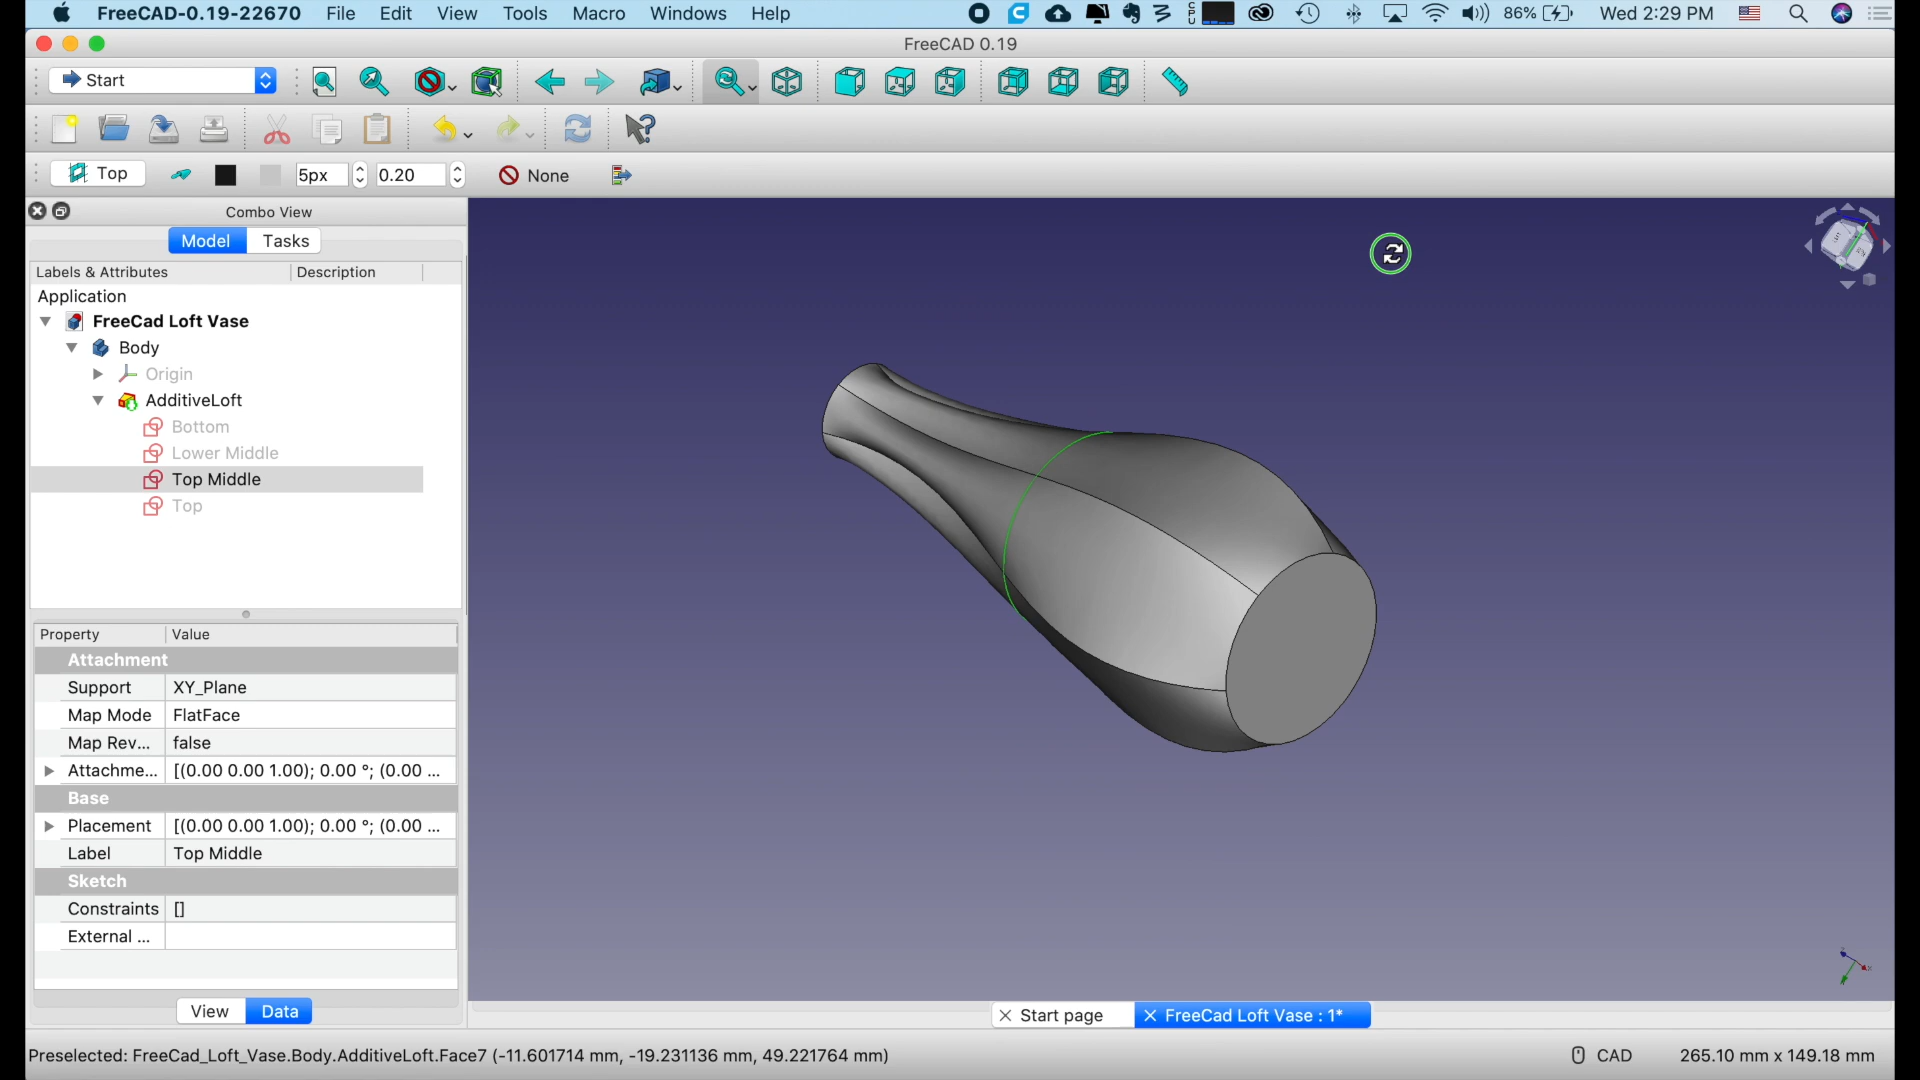 FreeCAD-0.19-22670 File Edit View Tools Macro Windows Help 86% Wed 2:29 PM
FreeCAD 0.19
Start
Top 5px 0.20 None
Combo View
Model Tasks
Labels & Attributes Description
Application
FreeCad Loft Vase
Body
Origin
AdditiveLoft
Bottom
Lower Middle
Top Middle
Top
Property Value
Attachment
Support XY_Plane
Map Mode FlatFace
Map Rev... false
Attachme... [(0.00 0.00 1.00); 0.00 °; (0.00 ...
Base
Placement [(0.00 0.00 1.00); 0.00 °; (0.00 ...
Label Top Middle
Sketch
Constraints []
External ...
View Data
Start page FreeCad Loft Vase : 1*
Preselected: FreeCad_Loft_Vase.Body.AdditiveLoft.Face7 (-11.601714 mm, -19.231136 mm, 49.221764 mm) CAD 265.10 mm x 149.18 mm